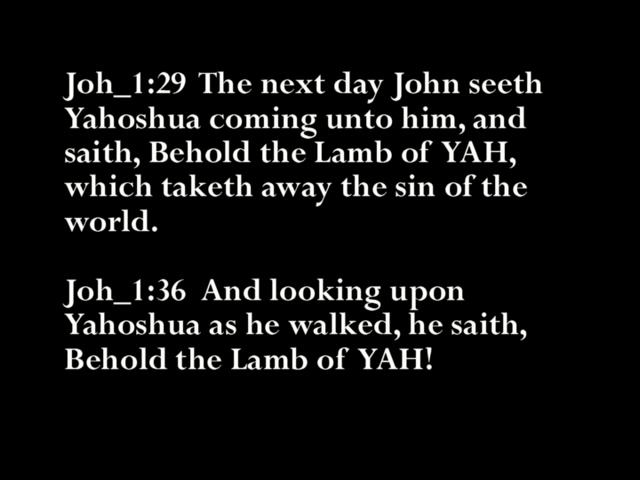 Joh_1:29 The next day John seeth
Yahoshua coming unto him, and
saith, Behold the Lamb of YAH,
which taketh away the sin of the
world.
Joh_1:36 And looking upon
Yahoshua as he walked, he saith,
Behold the Lamb of YAH!